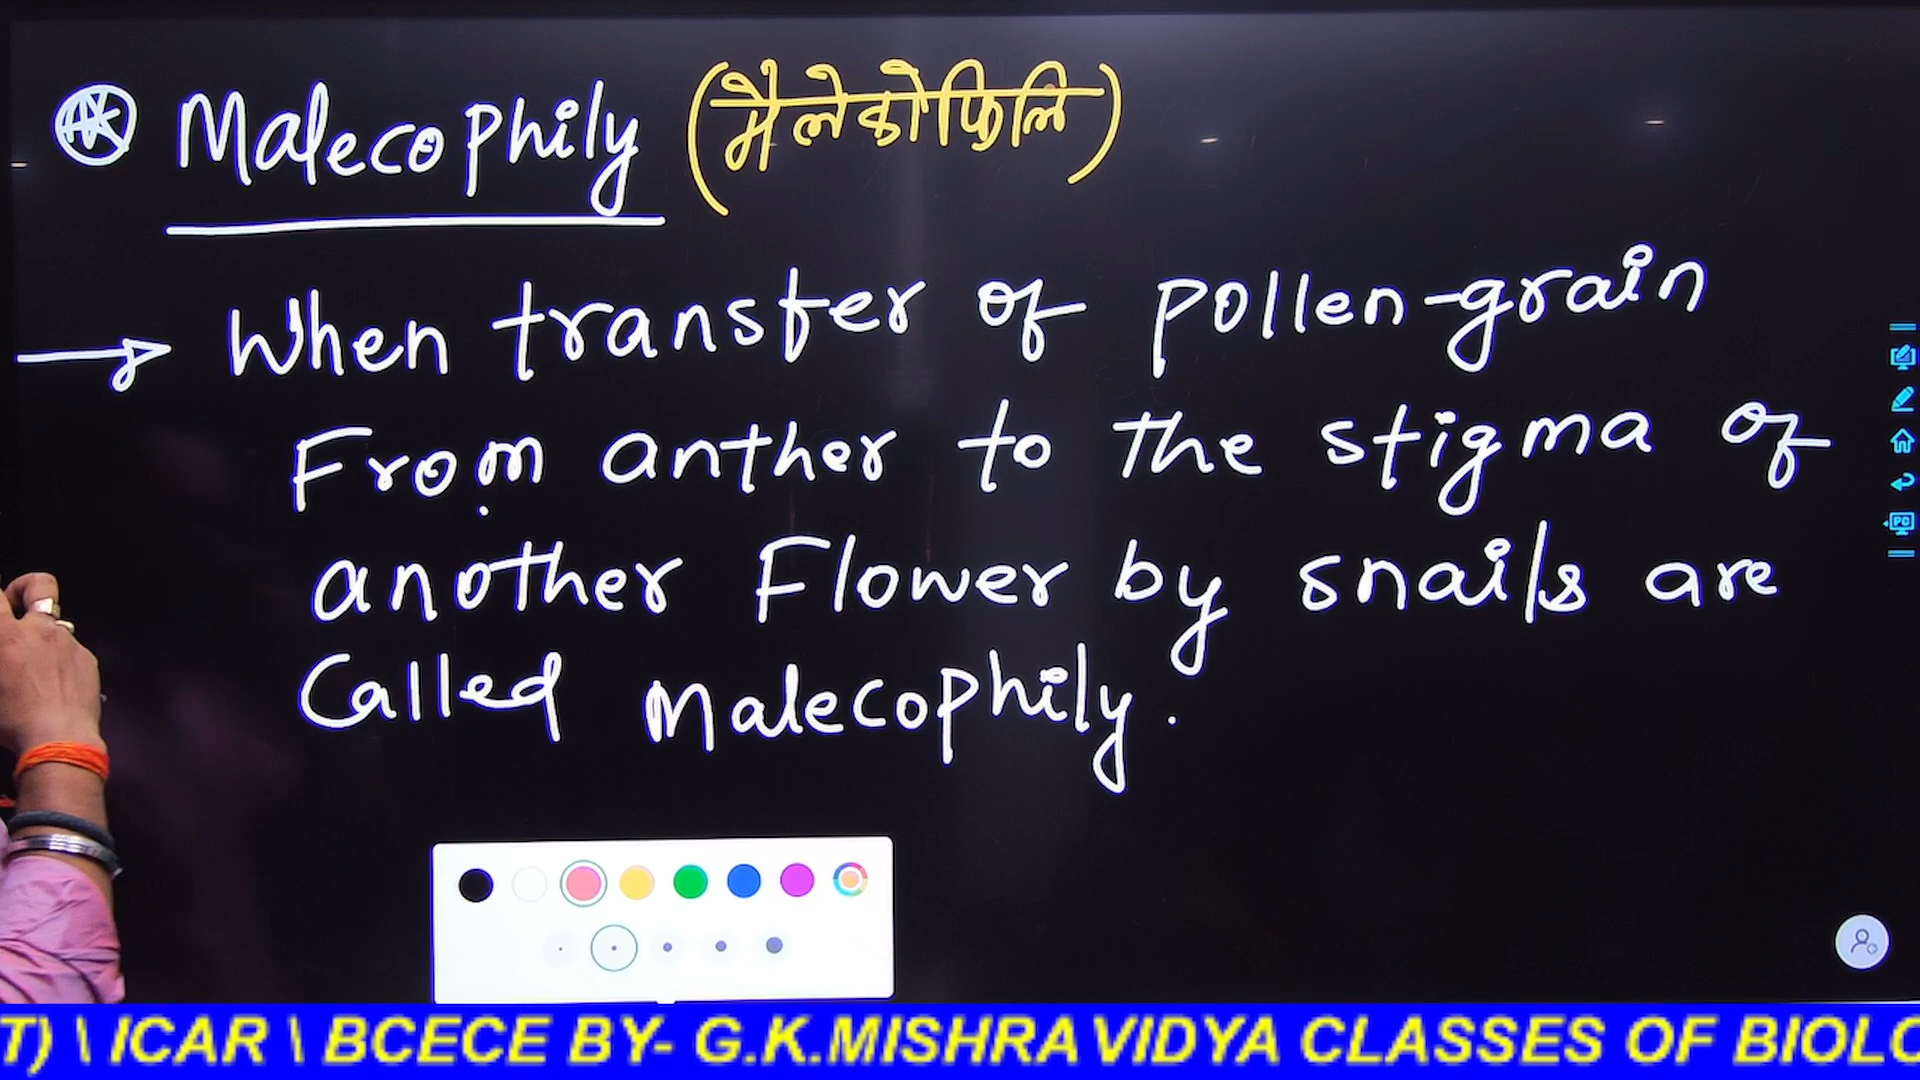 Malecophily (मैलेकोफिलि)
→ When transfer of pollen-grain
From anther to the stigma of
another Flower by snails are
Called Malecophily.
PC
T) \ ICAR \ BCECE BY- G.K.MISHRA VIDYA CLASSES OF BIOLO